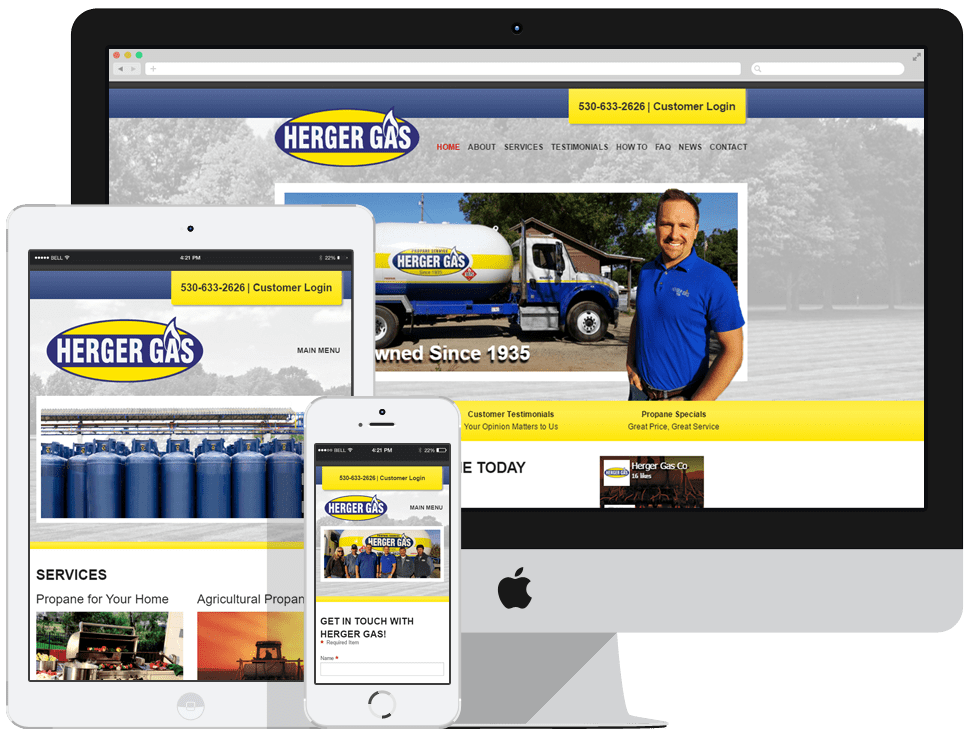 530-633-2626 | Customer Login
HERGER GAS
HOME ABOUT SERVICES TESTIMONIALS HOW TO FAQ NEWS CONTACT
PROPANE SERVICE
HERGER GAS
Since 1935
wned Since 1935
Customer Testimonials
Your Opinion Matters to Us
Propane Specials
Great Price, Great Service
E TODAY
HERGER GAS
Herger Gas Co
16 likes
BELL 4:21 PM 22%
530-633-2626 | Customer Login
HERGER GAS
MAIN MENU
SERVICES
Propane for Your Home
Agricultural Propan
BELL 4:21 PM 22%
530-633-2626 | Customer Login
HERGER GAS
MAIN MENU
HERGER GAS
GET IN TOUCH WITH
HERGER GAS!
* Required Item
Name *